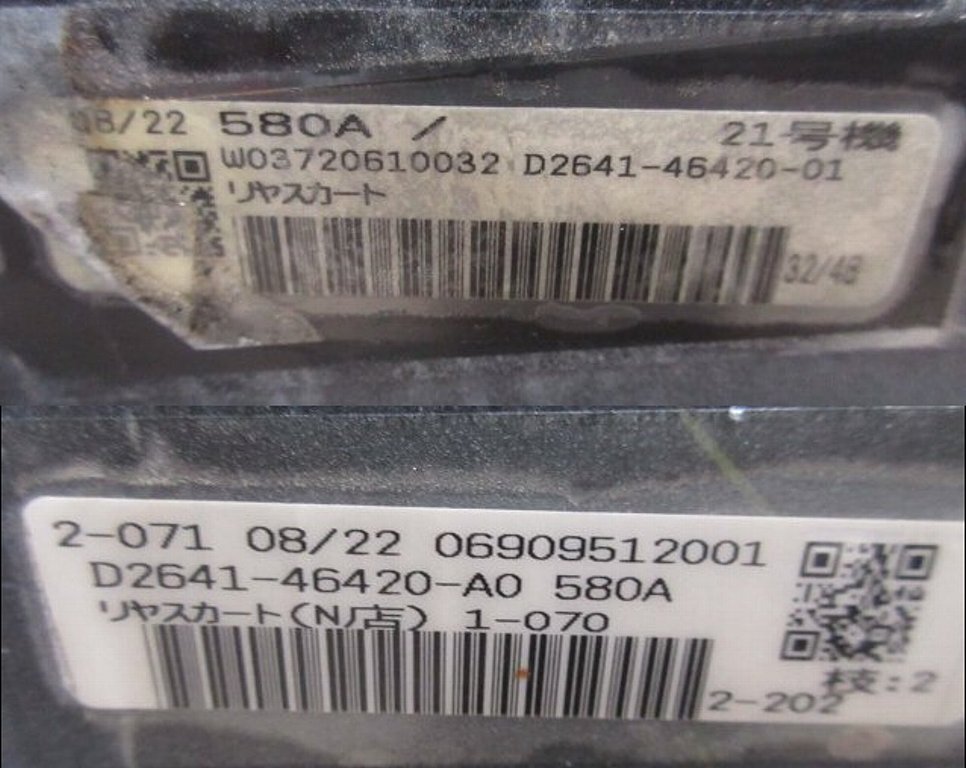 08/22 580A / 21号機
W03720610032 D2641-46420-01
リヤスカート
32/48
2-071 08/22 06909512001
D2641-46420-A0 580A
リヤスカート(N/店) 1-070
2-202
枝:2